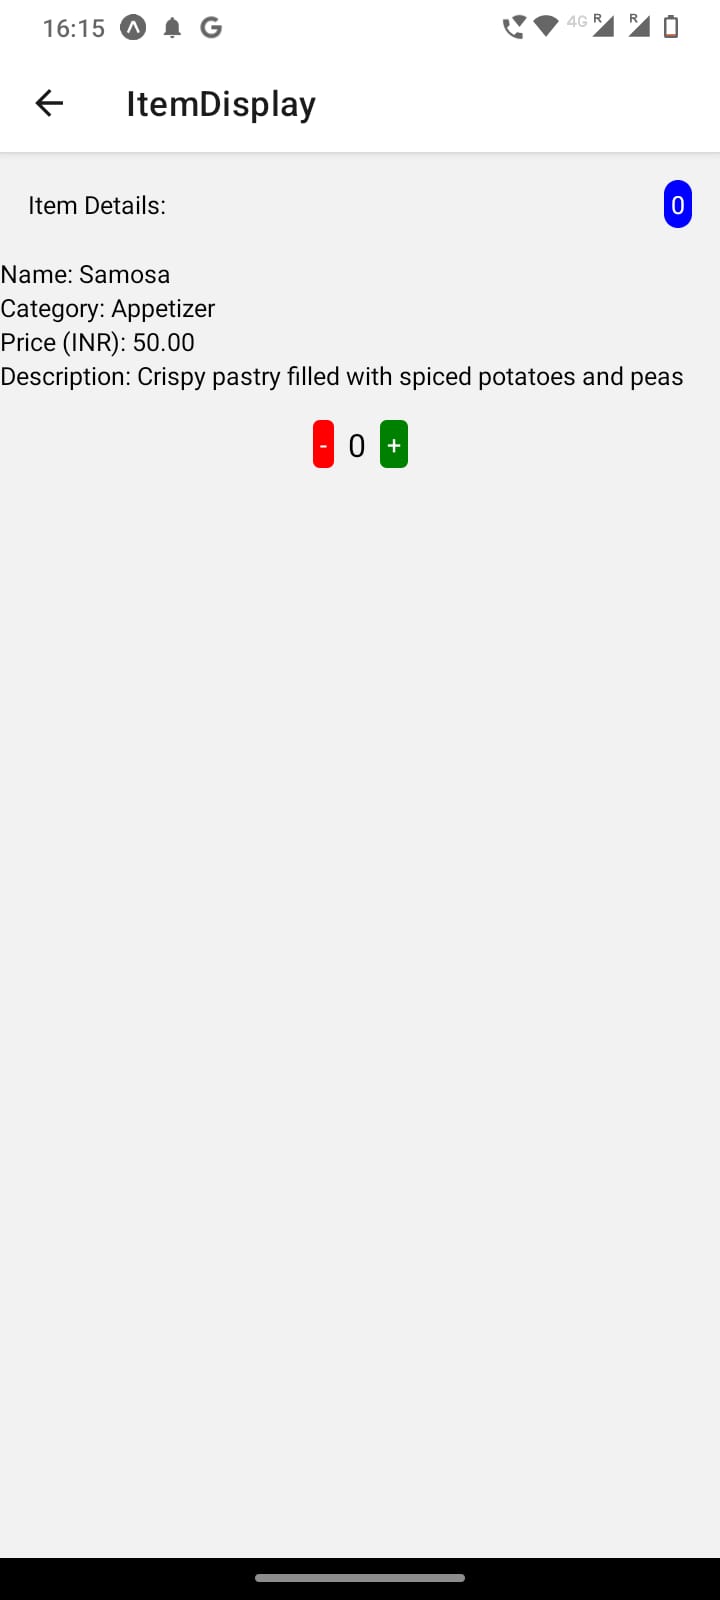 16:15 G 4G R R
ItemDisplay
Item Details: 0
Name: Samosa
Category: Appetizer
Price (INR): 50.00
Description: Crispy pastry filled with spiced potatoes and peas
- 0 +